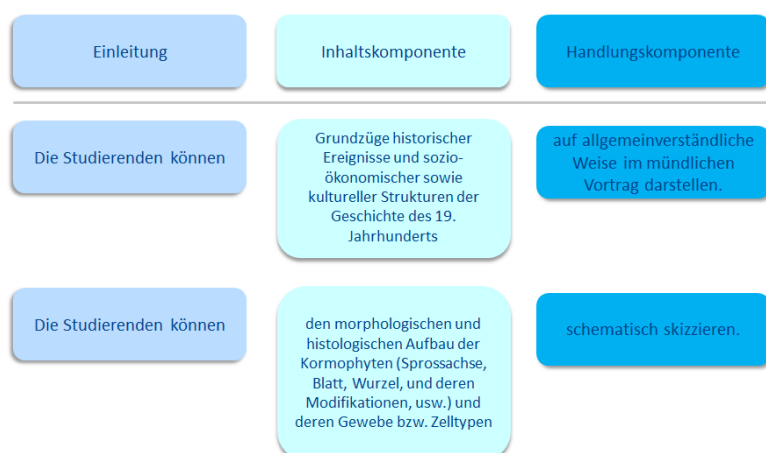 Einleitung
Inhaltskomponente
Handlungskomponente
Die Studierenden können
Grundzüge historischer
Ereignisse und sozio-
ökonomischer sowie
kultureller Strukturen der
Geschichte des 19.
Jahrhunderts
auf allgemeinverständliche
Weise im mündlichen
Vortrag darstellen.
Die Studierenden können
den morphologischen und
histologischen Aufbau der
Kormophyten (Sprossachse,
Blatt, Wurzel, und deren
Modifikationen, usw.) und
deren Gewebe bzw. Zelltypen
schematisch skizzieren.